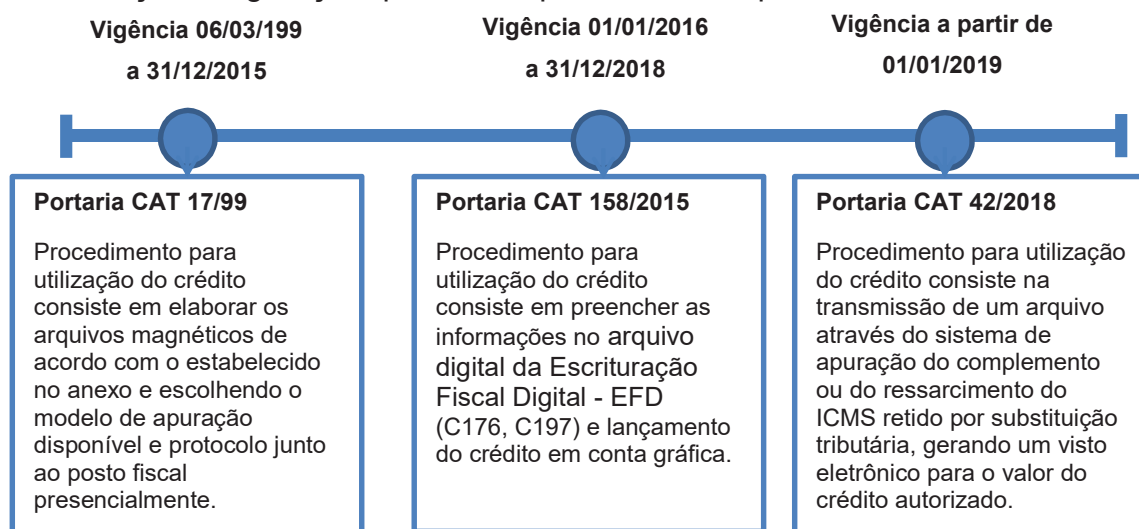 Vigência 06/03/199
a 31/12/2015
Vigência 01/01/2016
a 31/12/2018
Vigência a partir de
01/01/2019
Portaria CAT 17/99
Procedimento para
utilização do crédito
consiste em elaborar os
arquivos magnéticos de
acordo com o estabelecido
no anexo e escolhendo o
modelo de apuração
disponível e protocolo junto
ao posto fiscal
presencialmente.
Portaria CAT 158/2015
Procedimento para
utilização do crédito
consiste em preencher as
informações no arquivo
digital da Escrituração
Fiscal Digital - EFD
(C176, C197) e lançamento
do crédito em conta gráfica.
Portaria CAT 42/2018
Procedimento para utilização
do crédito consiste na
transmissão de um arquivo
através do sistema de
apuração do complemento
ou do ressarcimento do
ICMS retido por substituição
tributária, gerando um visto
eletrônico para o valor do
crédito autorizado.